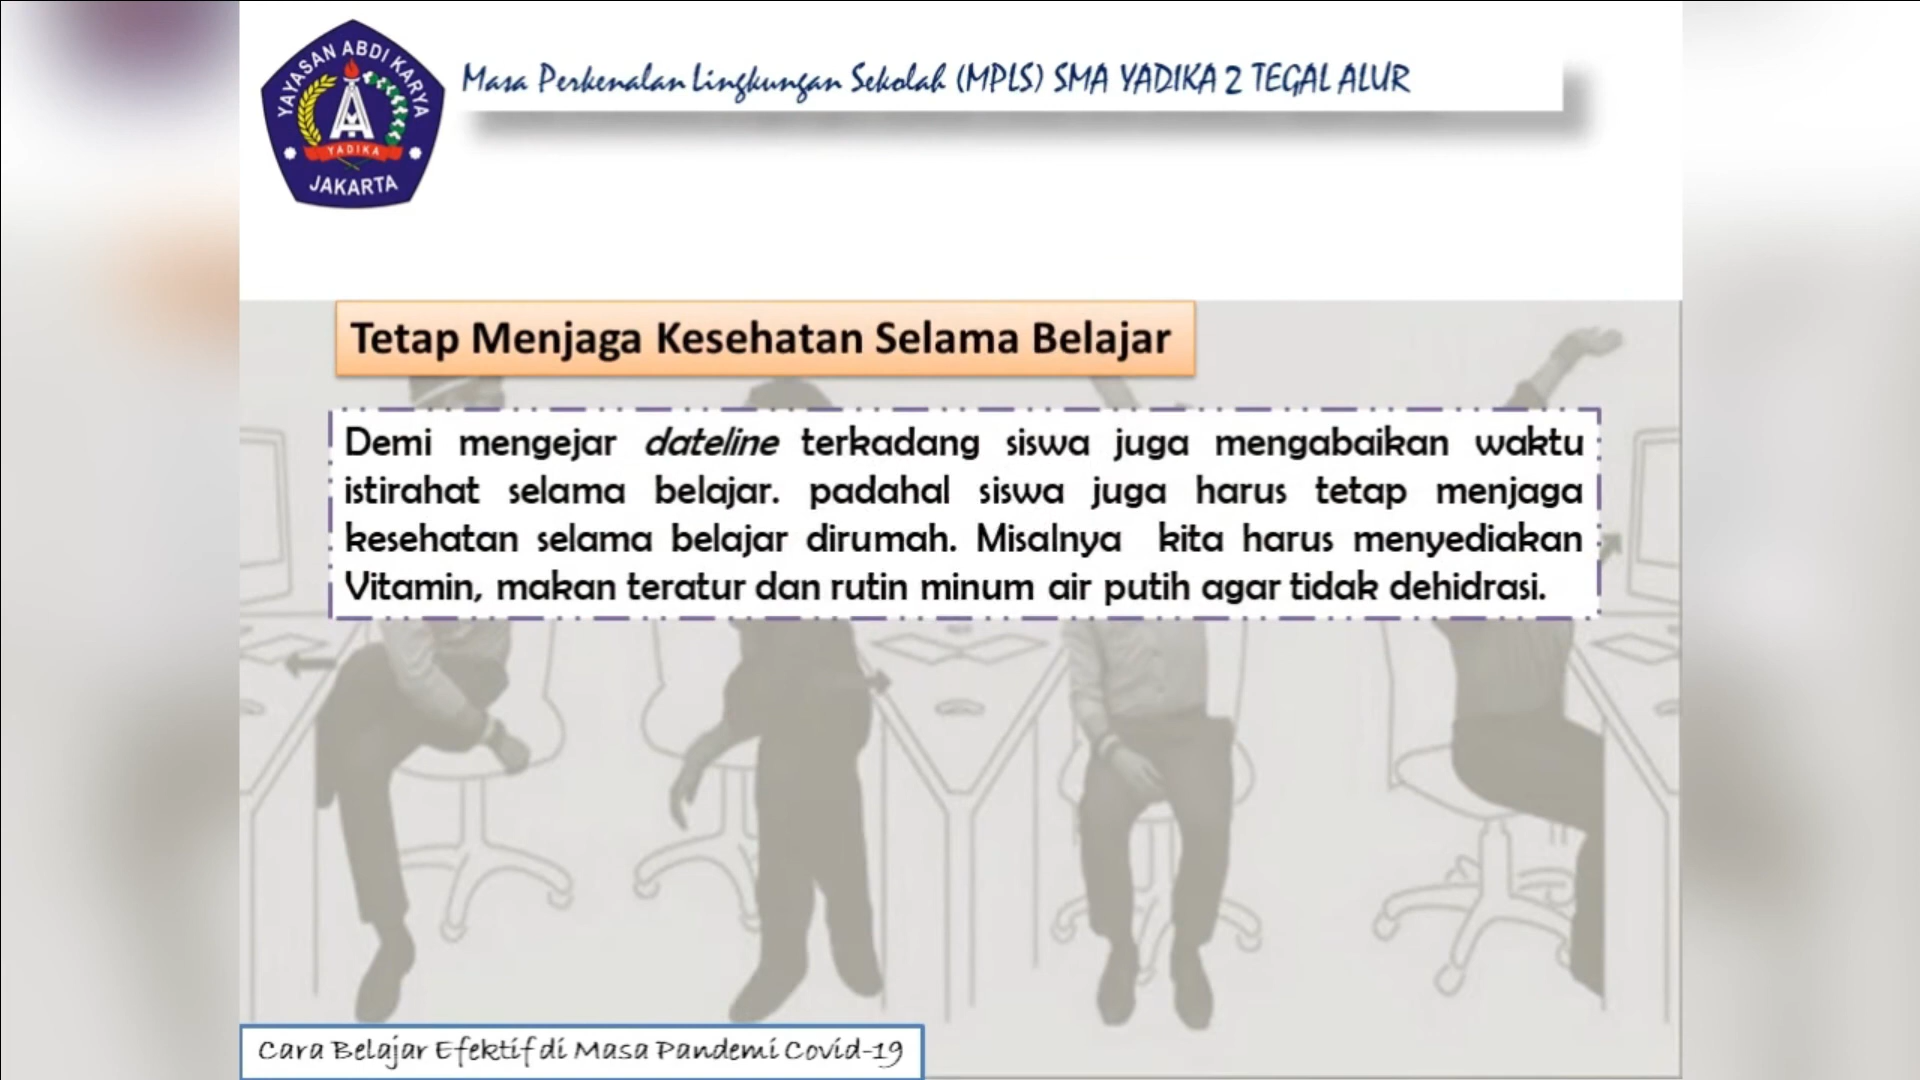 YAYASAN ABDI KARYA
YADIKA
JAKARTA
Masa Perkenalan Lingkungan Sekolah (MPLS) SMA YADIKA 2 TEGAL ALUR
Tetap Menjaga Kesehatan Selama Belajar
Demi mengejar dateline terkadang siswa juga mengabaikan waktu
istirahat selama belajar. padahal siswa juga harus tetap menjaga
kesehatan selama belajar dirumah. Misalnya kita harus menyediakan
Vitamin, makan teratur dan rutin minum air putih agar tidak dehidrasi.
Cara Belajar Efektif di Masa Pandemi Covid-19